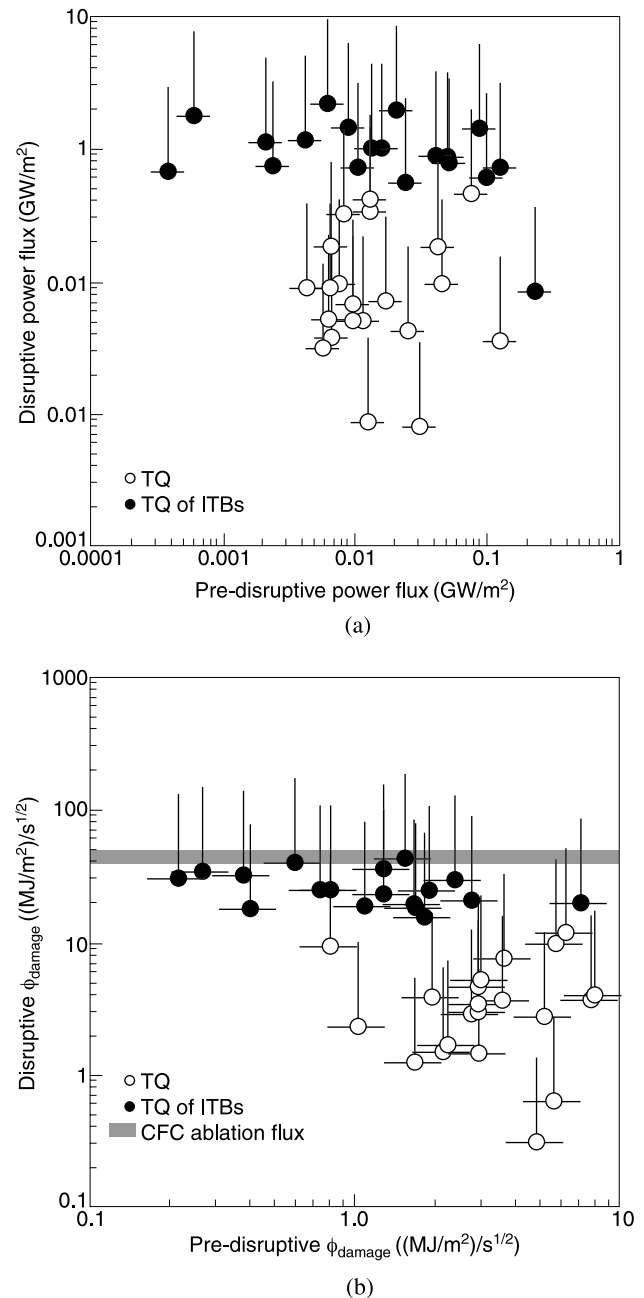 10
1
0.01
0.01
0.001
0.0001
0.001
0.01
0.1
1
Disruptive power flux (GW/m²)
TQ
TQ of ITBs
Pre-disruptive power flux (GW/m²)
(a)
1000
100
10
1
0.1
0.1
1.0
10
Disruptive ϕdamage ((MJ/m²)/s¹/²)
TQ
TQ of ITBs
CFC ablation flux
Pre-disruptive ϕdamage ((MJ/m²)/s¹/²)
(b)